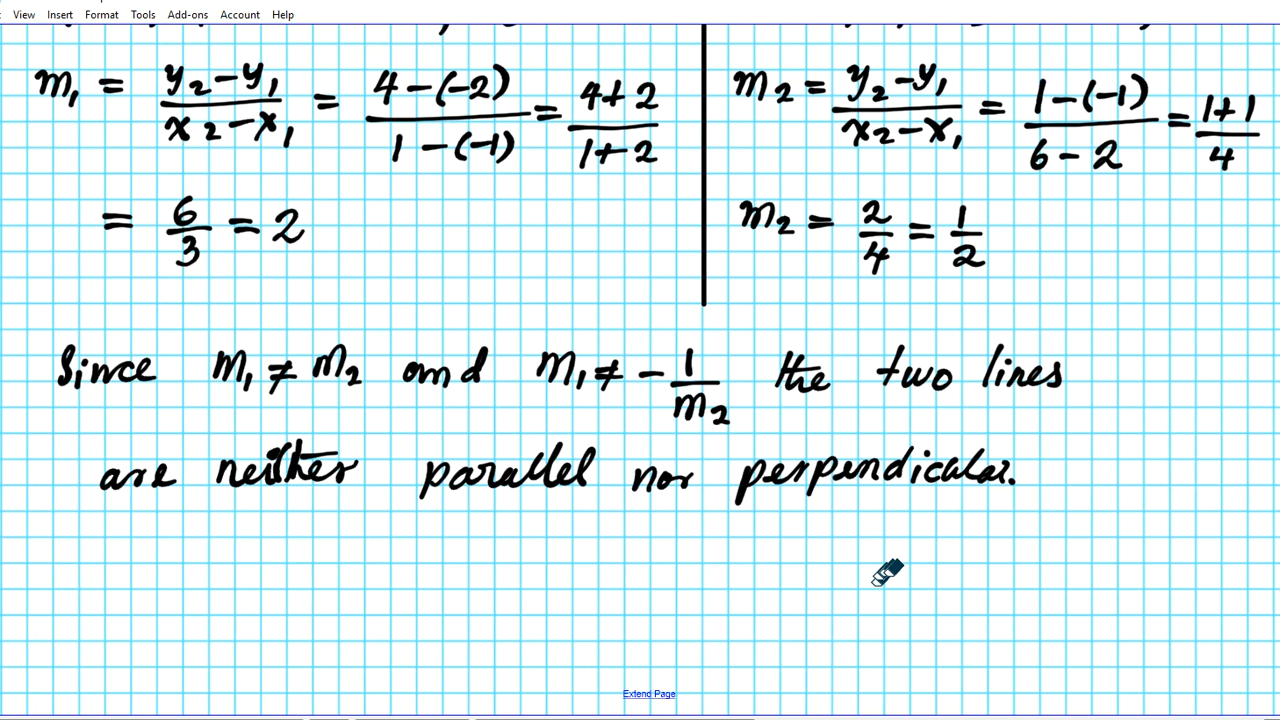 View Insert Format Tools Add-ons Account Help
m₁ = (y₂-y₁)/(x₂-x₁) = (4-(-2))/(1-(-1)) = (4+2)/(1+2)
= 6/3 = 2
m₂ = (y₂-y₁)/(x₂-x₁) = (1-(-1))/(6-2) = (1+1)/4
m₂ = 2/4 = 1/2
Since m₁ ≠ m₂ and m₁ ≠ -1/m₂ the two lines
are neither parallel nor perpendicular.
Extend Page